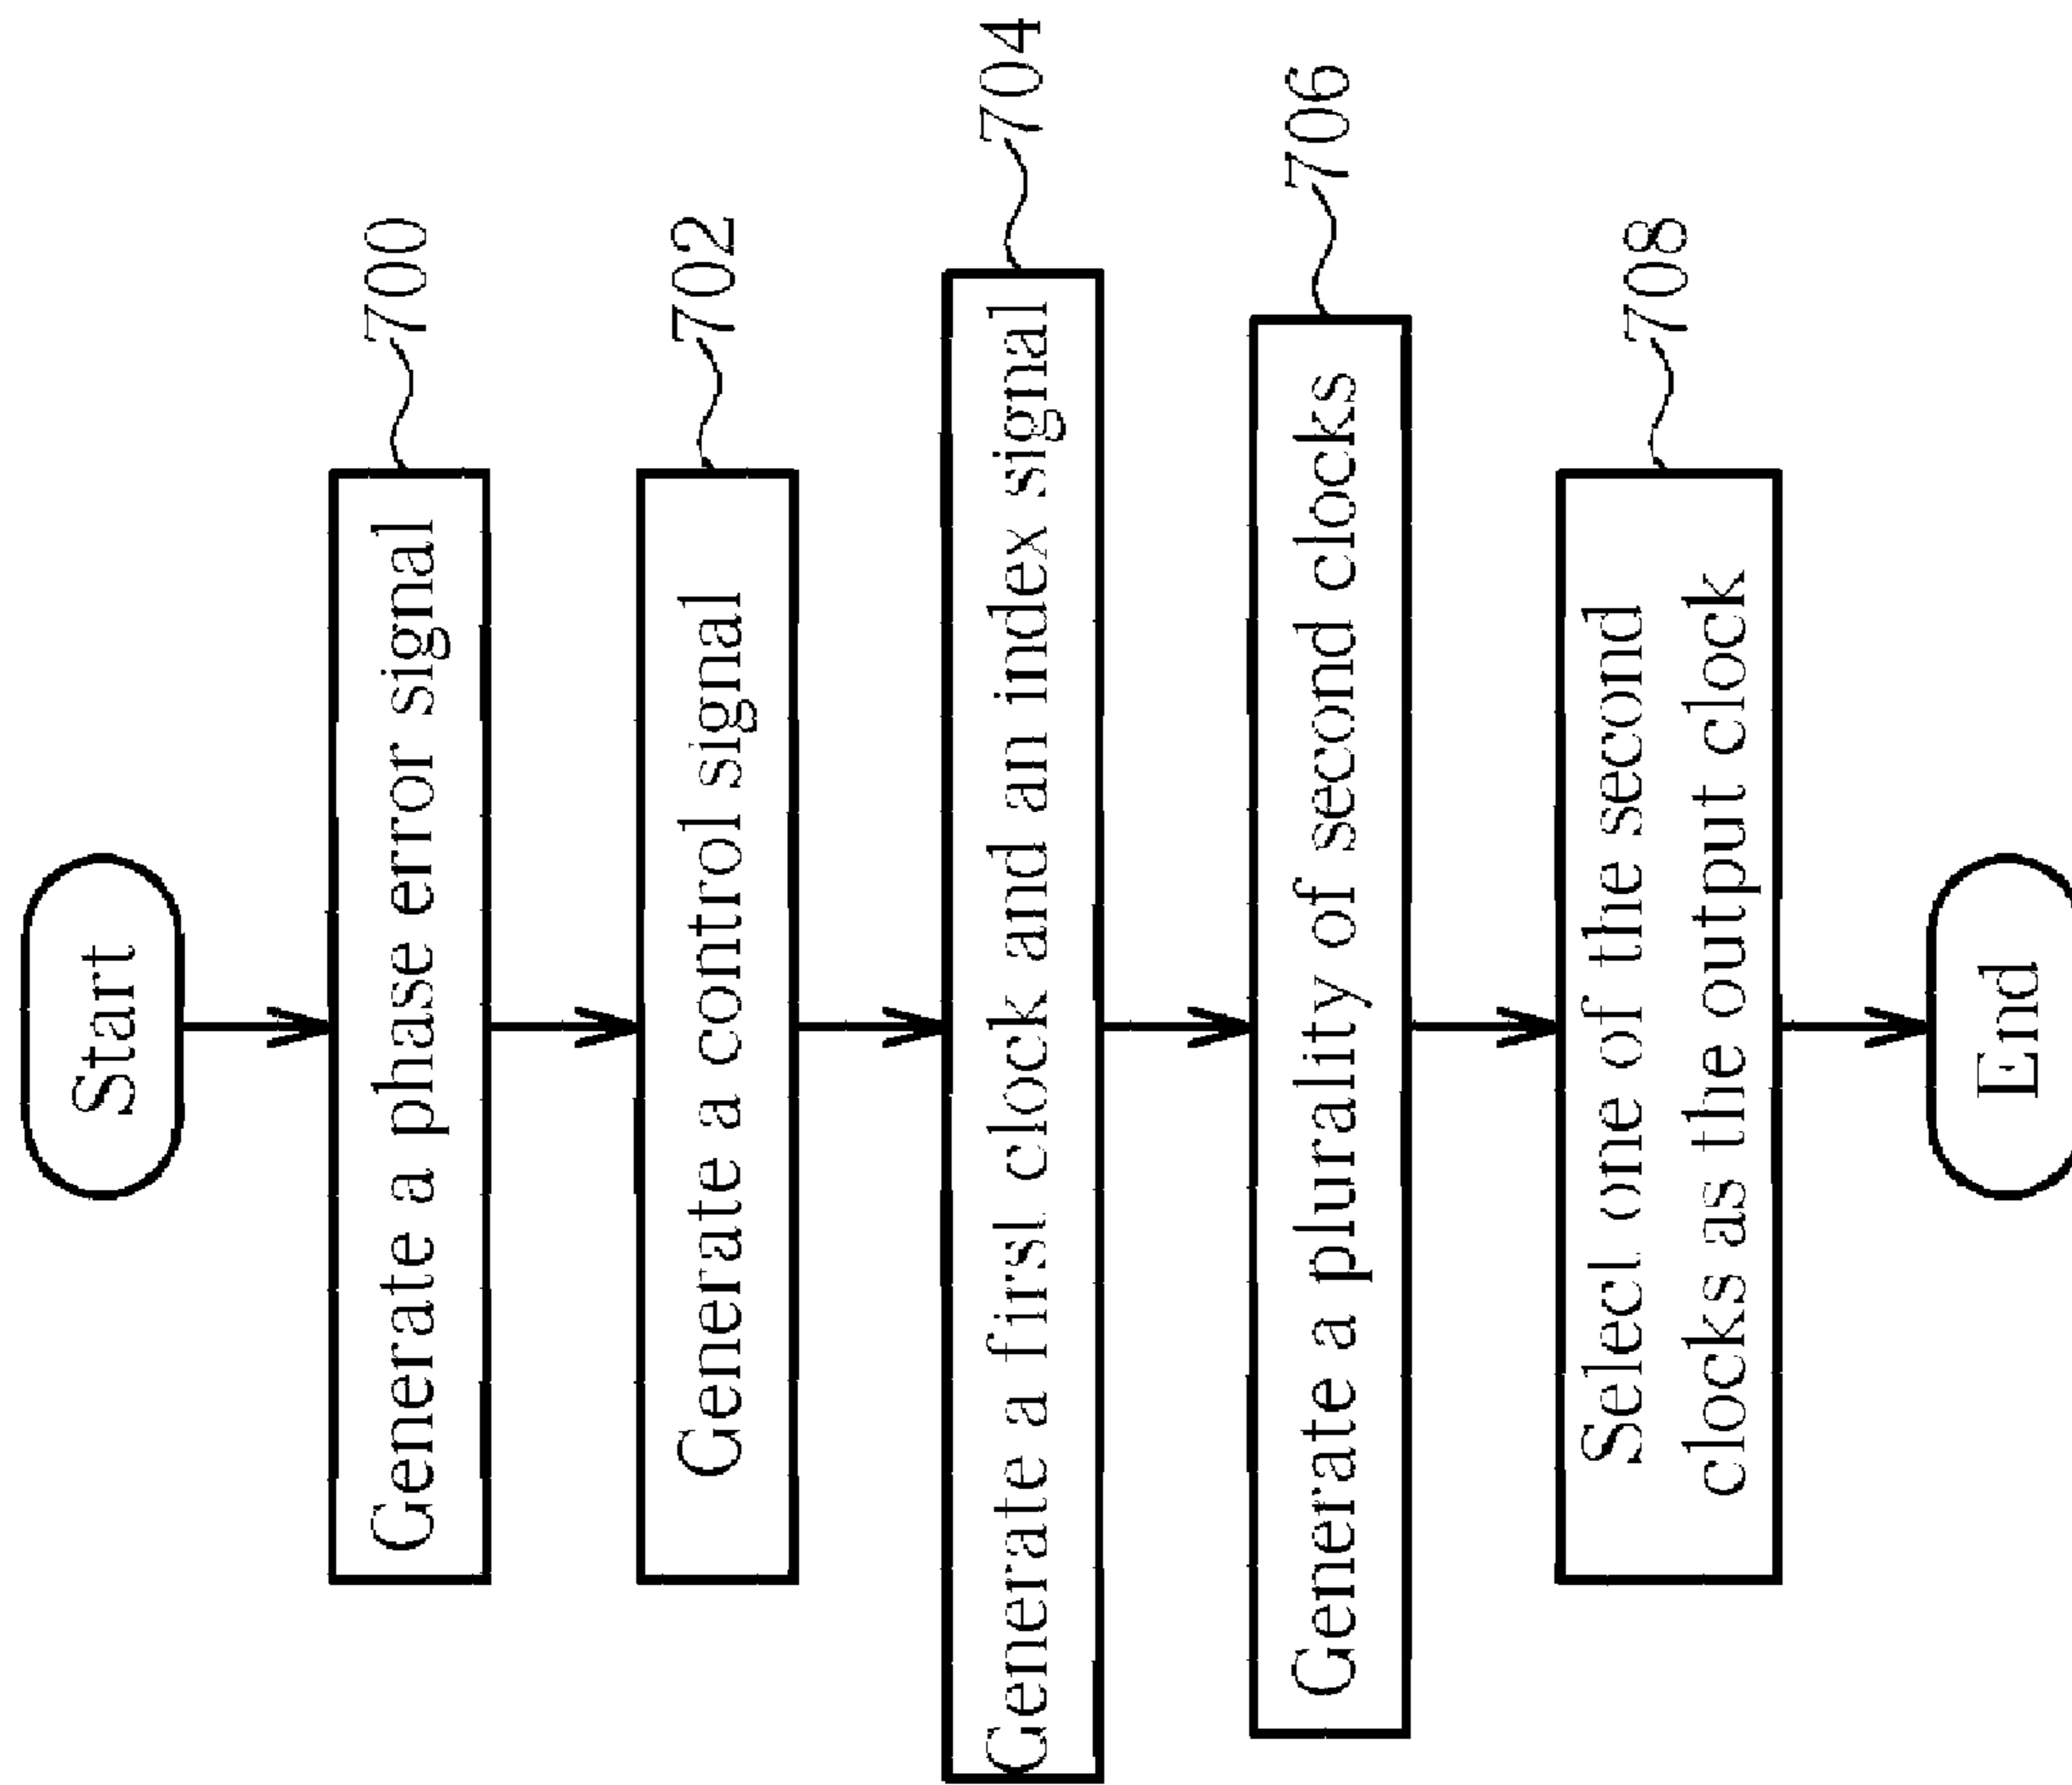 Start
Generate a phase error signal
700
Generate a control signal
702
Generate a first clock and an index signal
704
Generate a plurality of second clocks
706
Select one of the second
clocks as the output clock
708
End